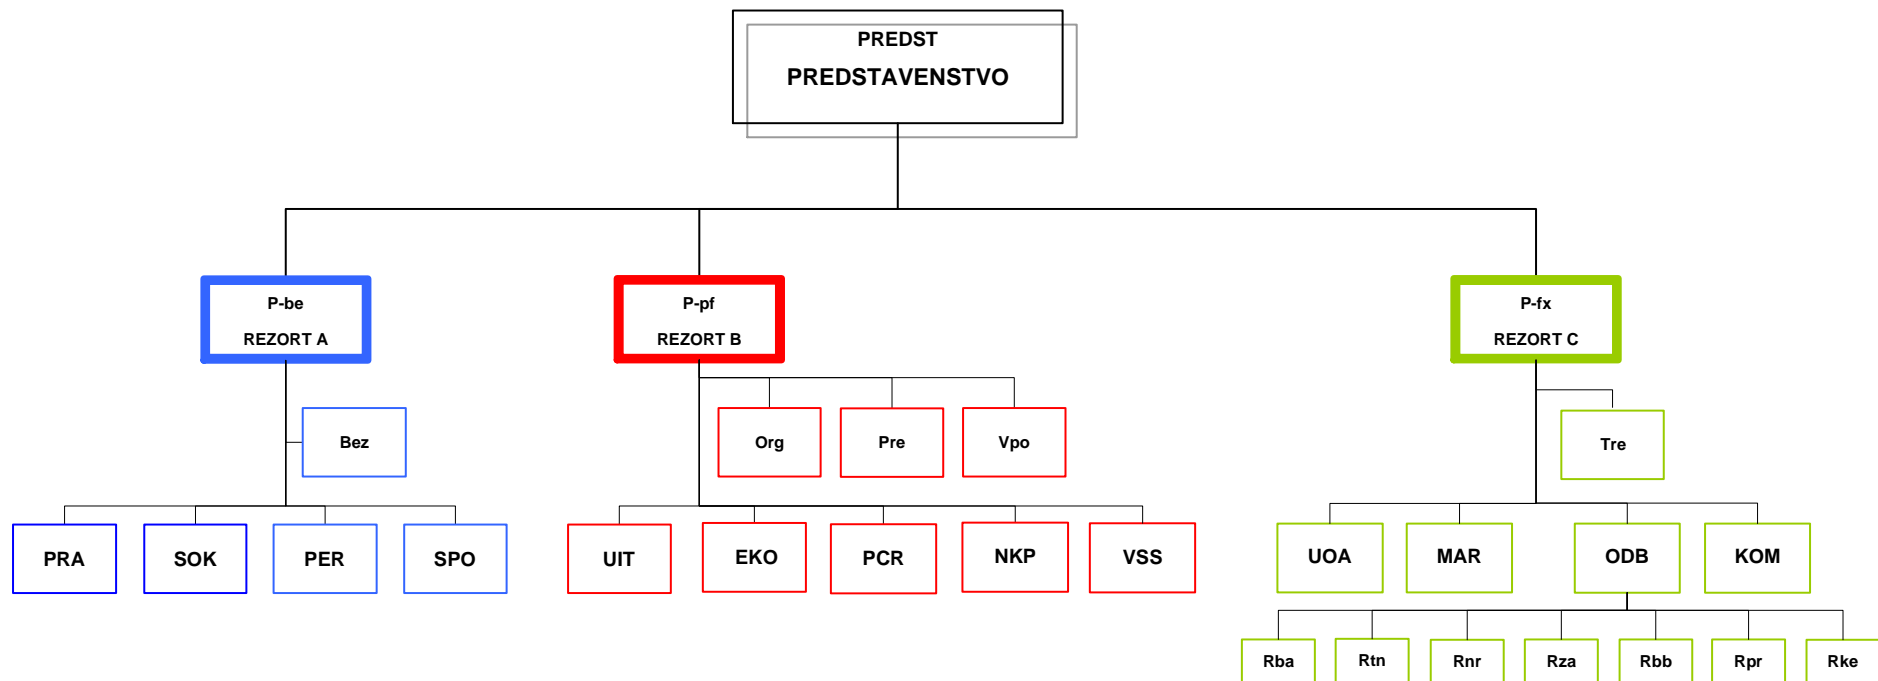 PREDST
PREDSTAVENSTVO
P-be
REZORT A
P-pf
REZORT B
P-fx
REZORT C
Bez
Org
Pre
Vpo
Tre
PRA
SOK
PER
SPO
UIT
EKO
PCR
NKP
VSS
UOA
MAR
ODB
KOM
Rba
Rtn
Rnr
Rza
Rbb
Rpr
Rke